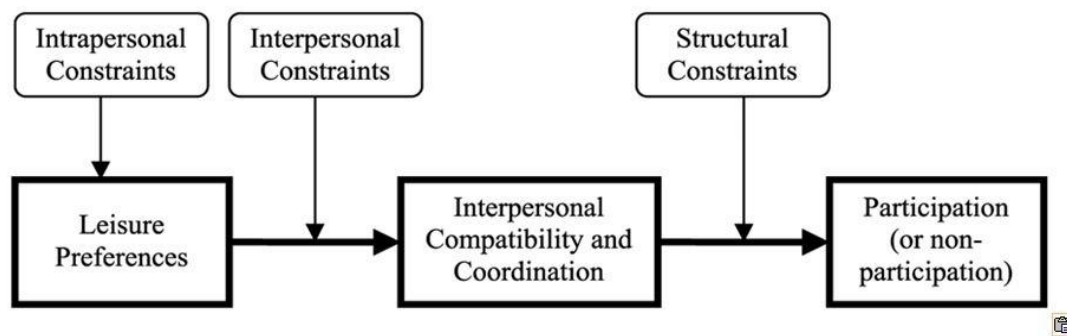 Intrapersonal
Constraints
Interpersonal
Constraints
Structural
Constraints
Leisure
Preferences
Interpersonal
Compatibility and
Coordination
Participation
(or non-
participation)